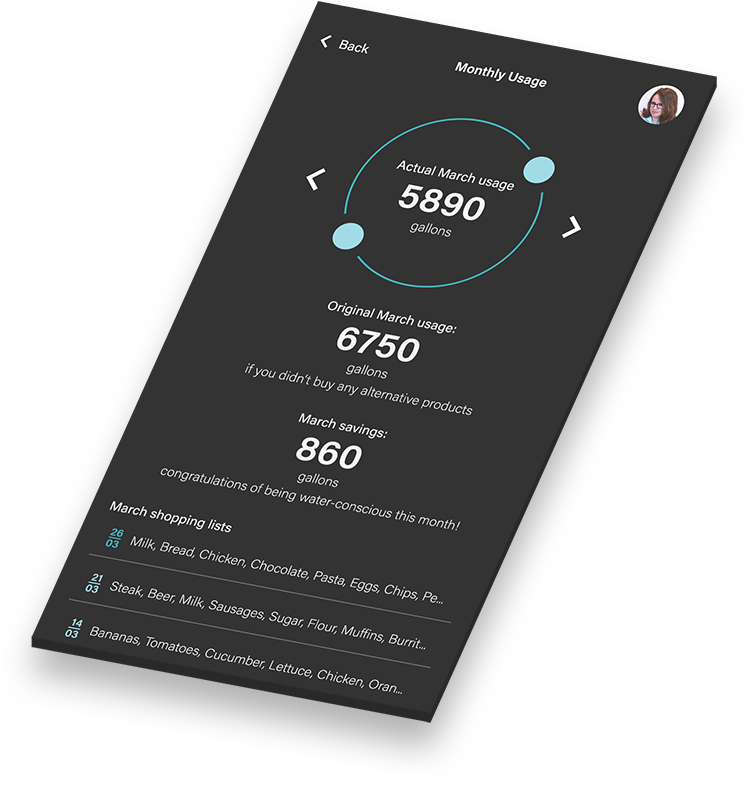 Back
Monthly Usage
Actual March usage
5890
gallons
Original March usage:
6750
gallons
if you didn't buy any alternative products
March savings:
860
gallons
congratulations of being water-conscious this month!
March shopping lists
26
03
Milk, Bread, Chicken, Chocolate, Pasta, Eggs, Chips, Pe...
21
03
Steak, Beer, Milk, Sausages, Sugar, Flour, Muffins, Burrit...
14
03
Bananas, Tomatoes, Cucumber, Lettuce, Chicken, Oran...